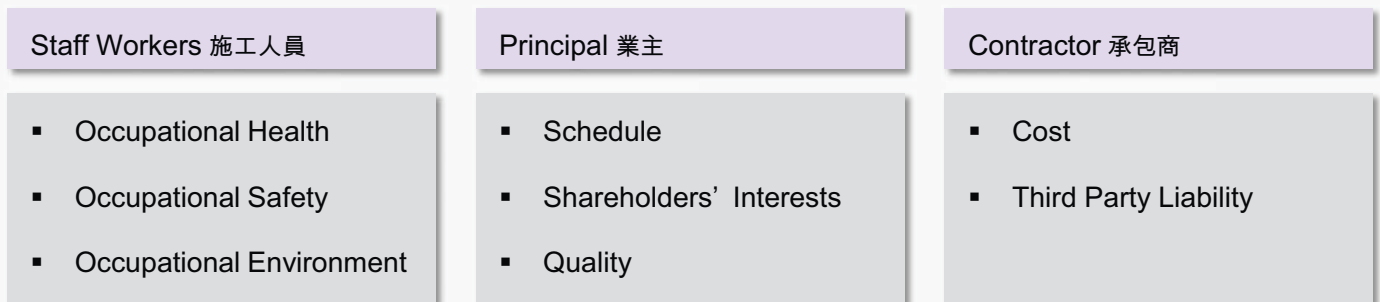 Staff Workers 施工人員
▪ Occupational Health
▪ Occupational Safety
▪ Occupational Environment
Principal 業主
▪ Schedule
▪ Shareholders’ Interests
▪ Quality
Contractor 承包商
▪ Cost
▪ Third Party Liability